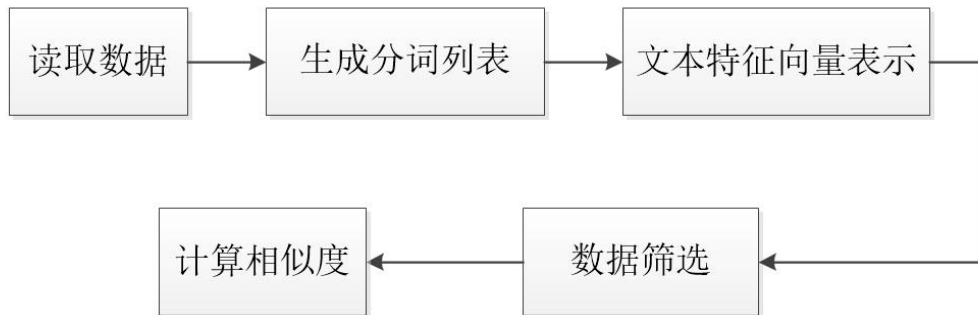 读取数据
生成分词列表
文本特征向量表示
数据筛选
计算相似度